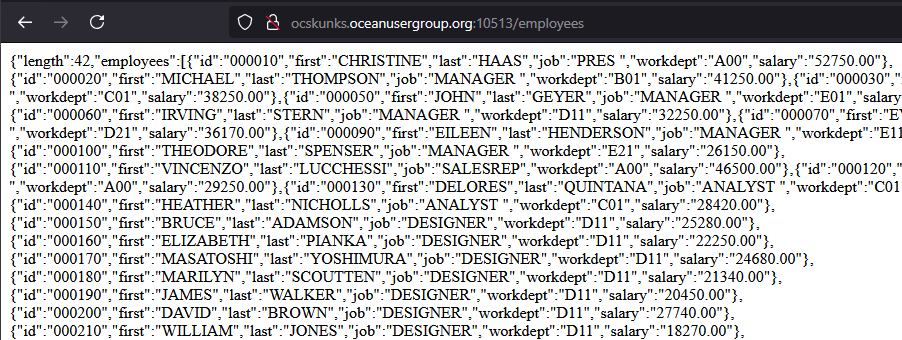 ocskunks.oceanusergroup.org:10513/employees
{"length":42,"employees":[{"id":"000010","first":"CHRISTINE","last":"HAAS","job":"PRES ","workdept":"A00","salary":"52750.00"},
{"id":"000020","first":"MICHAEL","last":"THOMPSON","job":"MANAGER ","workdept":"B01","salary":"41250.00"},{"id":"000030","
","workdept":"C01","salary":"38250.00"},{"id":"000050","first":"JOHN","last":"GEYER","job":"MANAGER ","workdept":"E01","salary
{"id":"000060","first":"IRVING","last":"STERN","job":"MANAGER ","workdept":"D11","salary":"32250.00"},{"id":"000070","first":"
","workdept":"D21","salary":"36170.00"},{"id":"000090","first":"EILEEN","last":"HENDERSON","job":"MANAGER ","workdept":"E11
{"id":"000100","first":"THEODORE","last":"SPENSER","job":"MANAGER ","workdept":"E21","salary":"26150.00"},
{"id":"000110","first":"VINCENZO","last":"LUCCHESSI","job":"SALESREP","workdept":"A00","salary":"46500.00"},{"id":"000120","
","workdept":"A00","salary":"29250.00"},{"id":"000130","first":"DELORES","last":"QUINTANA","job":"ANALYST ","workdept":"C01
{"id":"000140","first":"HEATHER","last":"NICHOLLS","job":"ANALYST ","workdept":"C01","salary":"28420.00"},
{"id":"000150","first":"BRUCE","last":"ADAMSON","job":"DESIGNER","workdept":"D11","salary":"25280.00"},
{"id":"000160","first":"ELIZABETH","last":"PIANKA","job":"DESIGNER","workdept":"D11","salary":"22250.00"},
{"id":"000170","first":"MASATOSHI","last":"YOSHIMURA","job":"DESIGNER","workdept":"D11","salary":"24680.00"},
{"id":"000180","first":"MARILYN","last":"SCOUTTEN","job":"DESIGNER","workdept":"D11","salary":"21340.00"},
{"id":"000190","first":"JAMES","last":"WALKER","job":"DESIGNER","workdept":"D11","salary":"20450.00"},
{"id":"000200","first":"DAVID","last":"BROWN","job":"DESIGNER","workdept":"D11","salary":"27740.00"},
{"id":"000210","first":"WILLIAM","last":"JONES","job":"DESIGNER","workdept":"D11","salary":"18270.00"},